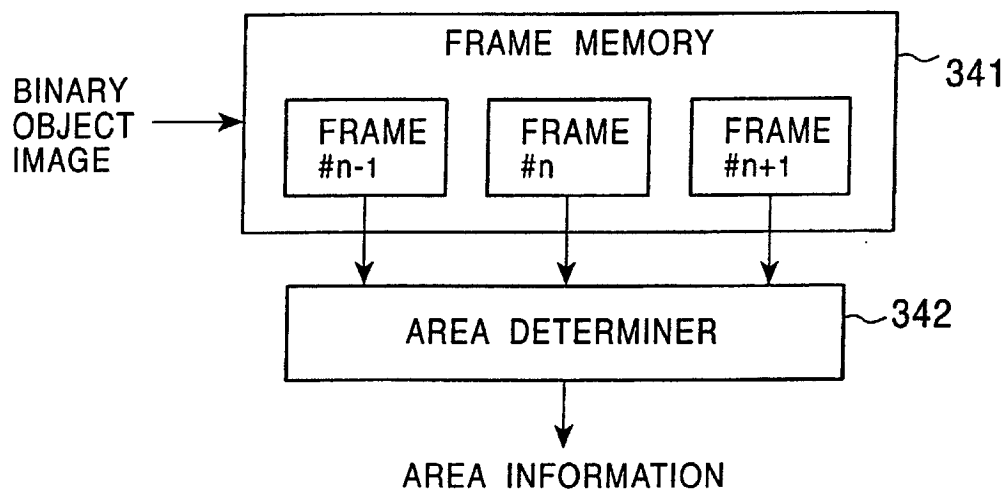 FRAME MEMORY
341
BINARY
OBJECT
IMAGE
FRAME
#n-1
FRAME
#n
FRAME
#n+1
AREA DETERMINER
342
AREA INFORMATION